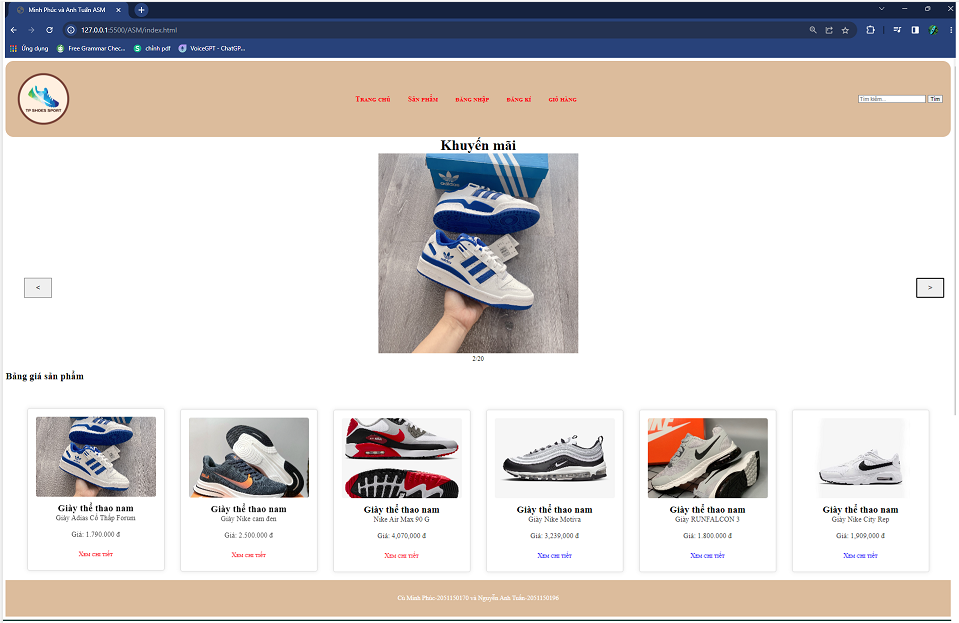 Minh Phúc và Anh Tuấn ASM
127.0.0.1:5500/ASM/index.html
Ứng dụng Free Grammar Chec... chỉnh pdf VoiceGPT - ChatGP...
TP SHOES SPORT
Trang chủ Sản phẩm đăng nhập đăng kí giỏ hàng
Tìm kiếm... Tìm
Khuyến mãi
adidas
< >
2/20
Bảng giá sản phẩm
Giày thể thao nam
Giày Adias Cổ Thấp Forum
Giá: 1.790.000 đ
Xem chi tiết
Giày thể thao nam
Giày Nike cam đen
Giá: 2.500.000 đ
Xem chi tiết
Giày thể thao nam
Nike Air Max 90 G
Giá: 4,070,000 đ
Xem chi tiết
Giày thể thao nam
Giày Nike Motiva
Giá: 3,239,000 đ
Xem chi tiết
Giày thể thao nam
Giày RUNFALCON 3
Giá: 1.800.000 đ
Xem chi tiết
Giày thể thao nam
Giày Nike City Rep
Giá: 1,909,000 đ
Xem chi tiết
Cù Minh Phúc-2051150170 và Nguyễn Anh Tuấn-2051150196